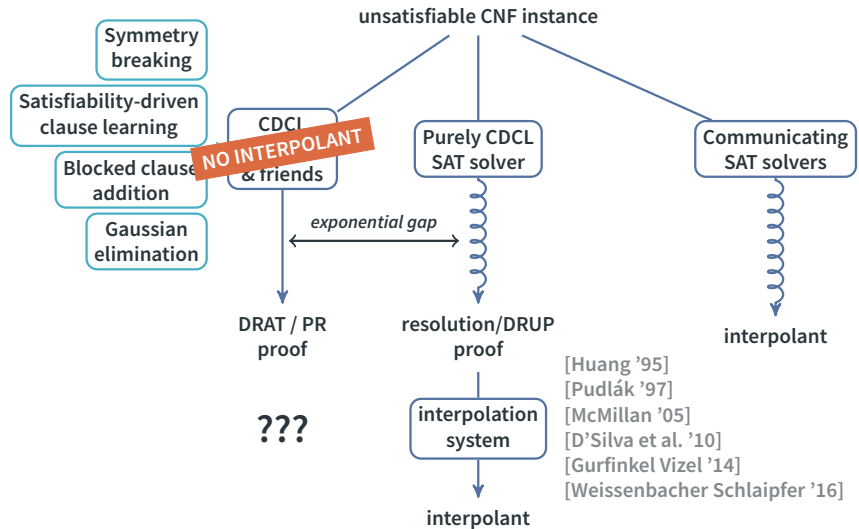 unsatisfiable CNF instance
Symmetry
breaking
Satisfiability-driven
clause learning
Blocked clause
addition
Gaussian
elimination
CDCL
NO INTERPOLANT
& friends
Purely CDCL
SAT solver
Communicating
SAT solvers
exponential gap
DRAT / PR
proof
resolution/DRUP
proof
interpolant
???
interpolation
system
[Huang ’95]
[Pudlák ’97]
[McMillan ’05]
[D’Silva et al. ’10]
[Gurfinkel Vizel ’14]
[Weissenbacher Schlaipfer ’16]
interpolant